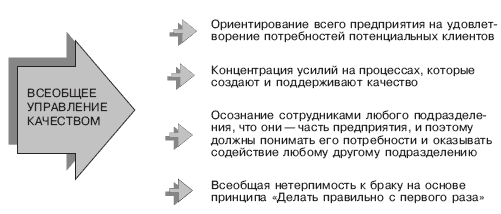 ВСЕОБЩЕЕ
УПРАВЛЕНИЕ
КАЧЕСТВОМ
Ориентирование всего предприятия на удовлет-
ворение потребностей потенциальных клиентов
Концентрация усилий на процессах, которые
создают и поддерживают качество
Осознание сотрудниками любого подразделе-
ния, что они — часть предприятия, и поэтому
должны понимать его потребности и оказывать
содействие любому другому подразделению
Всеобщая нетерпимость к браку на основе
принципа «Делать правильно с первого раза»